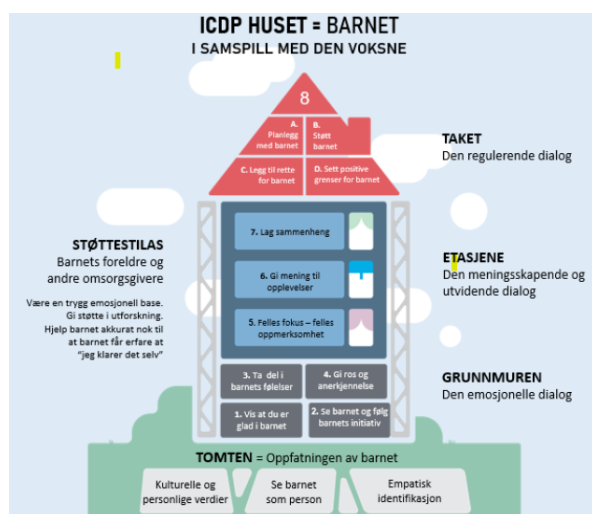 ICDP HUSET = BARNET
I SAMSPILL MED DEN VOKSNE
8
A.
Planlegg
med barnet
B.
Støtt
barnet
C. Legg til rette
for barnet
D. Sett positive
grenser for barnet
TAKET
Den regulerende dialog
7. Lag sammenheng
6. Gi mening til
opplevelser
5. Felles fokus – felles
oppmerksomhet
STØTTESTILAS
Barnets foreldre og
andre omsorgsgivere
Være en trygg emosjonell base.
Gi støtte i utforskning.
Hjelp barnet akkurat nok til
at barnet får erfare at
"jeg klarer det selv"
ETASJENE
Den meningsskapende og
utvidende dialog
3. Ta del i
barnets følelser
4. Gi ros og
anerkjennelse
1. Vis at du er
glad i barnet
2. Se barnet og følg
barnets initiativ
GRUNNMUREN
Den emosjonelle dialog
TOMTEN = Oppfatningen av barnet
Kulturelle og
personlige verdier
Se barnet
som person
Empatisk
identifikasjon